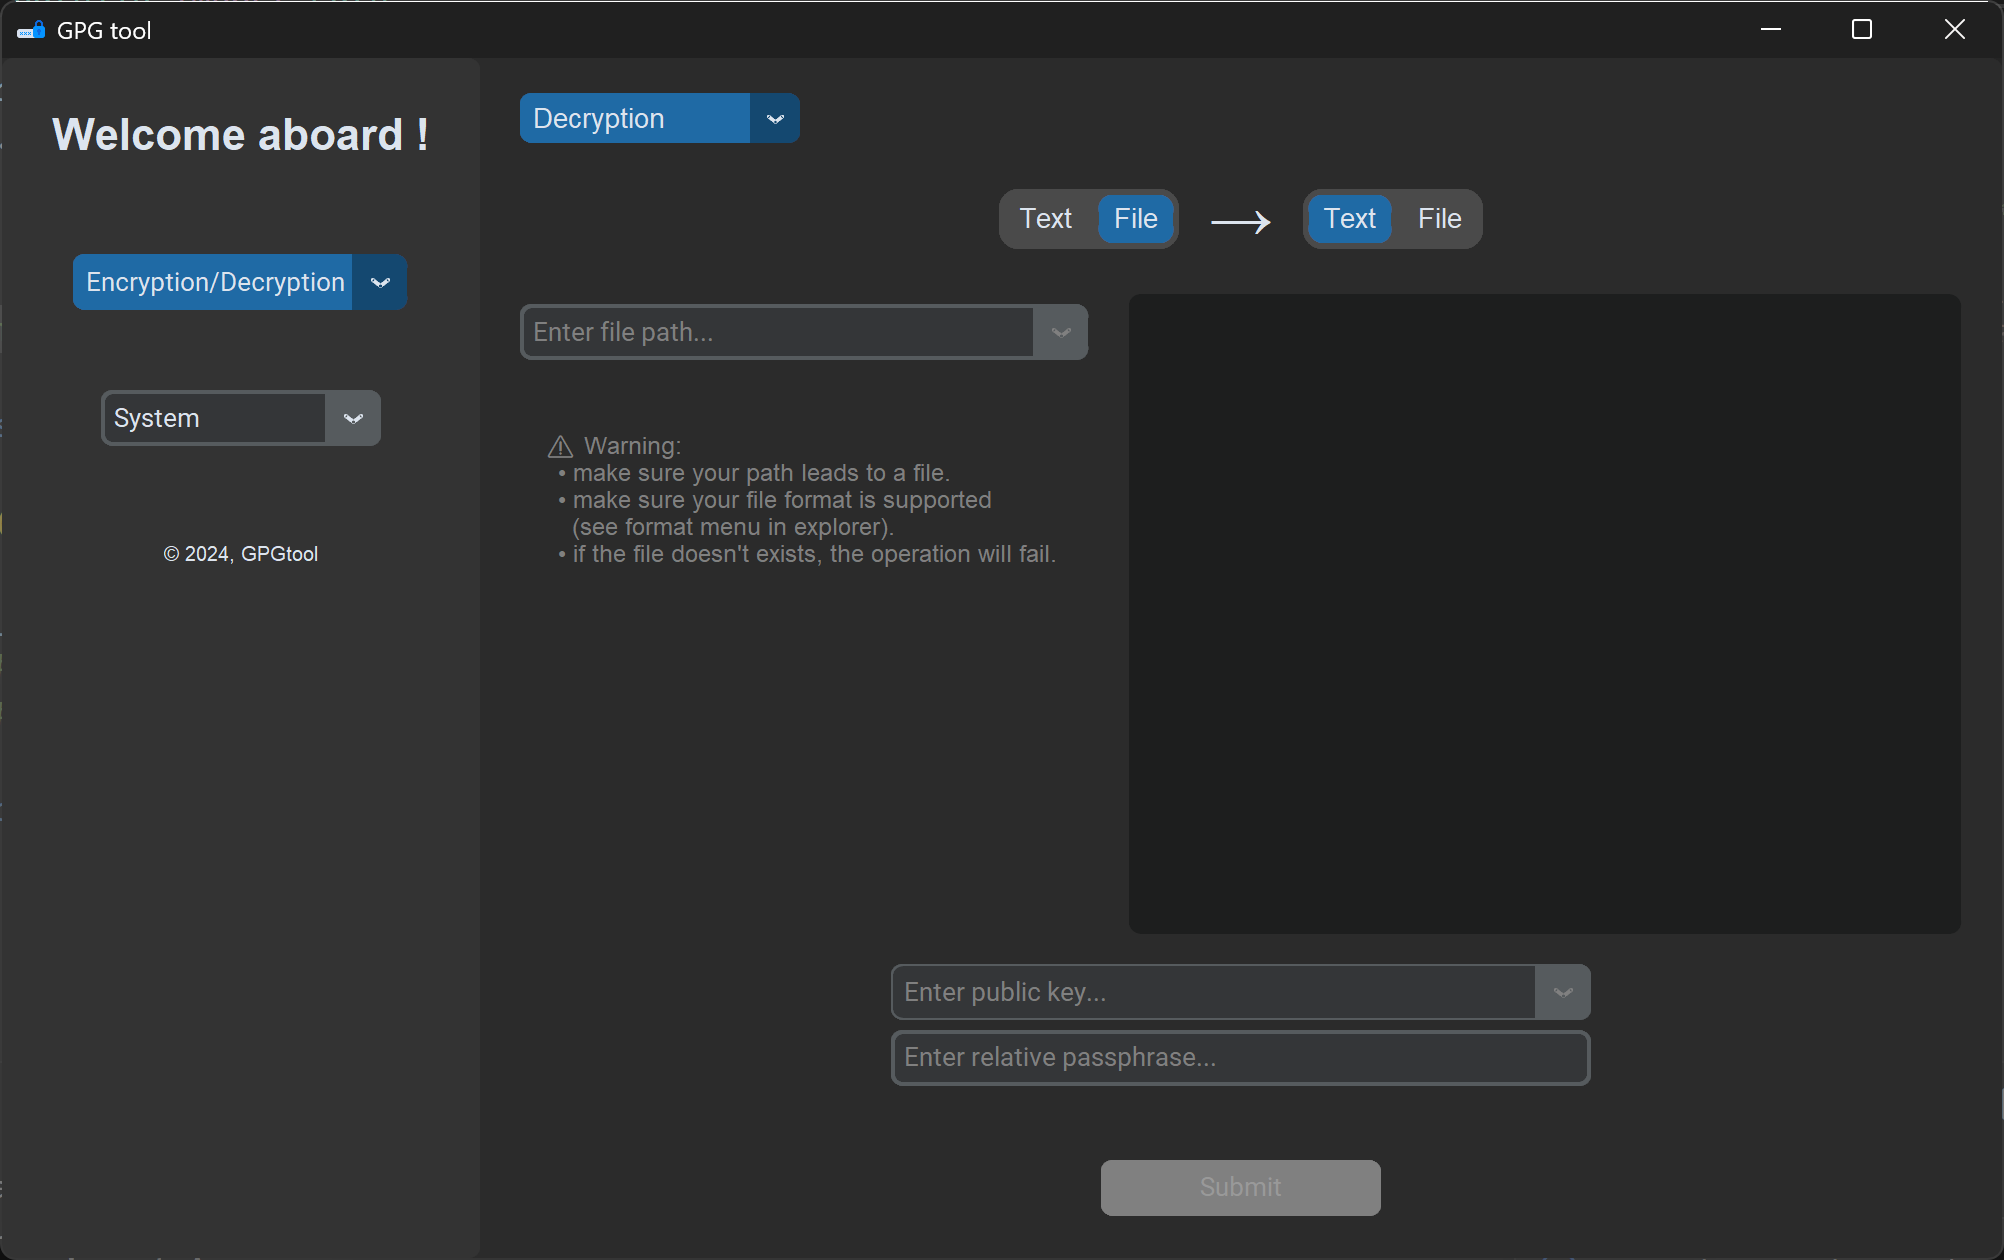 GPG tool
Welcome aboard !
Encryption/Decryption
System
© 2024, GPGtool
Decryption
Text File → Text File
Enter file path...
⚠ Warning:
• make sure your path leads to a file.
• make sure your file format is supported
(see format menu in explorer).
• if the file doesn't exists, the operation will fail.
Enter public key...
Enter relative passphrase...
Submit